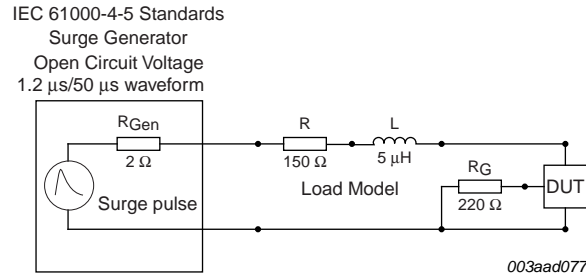 IEC 61000-4-5 Standards
Surge Generator
Open Circuit Voltage
1.2 μs/50 μs waveform
RGen
2 Ω
Surge pulse
R
150 Ω
L
5 μH
Load Model
RG
220 Ω
DUT
003aad077